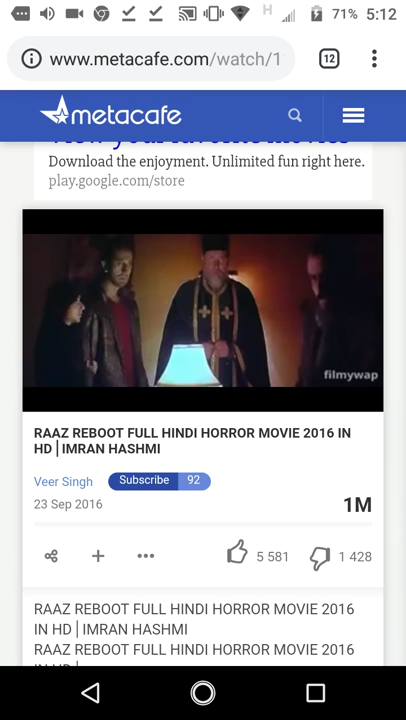 H
71% 5:12
www.metacafe.com/watch/1
12
metacafe
Download the enjoyment. Unlimited fun right here.
play.google.com/store
filmywap
RAAZ REBOOT FULL HINDI HORROR MOVIE 2016 IN
HD | IMRAN HASHMI
Veer Singh Subscribe 92
23 Sep 2016 1M
5 581 1 428
RAAZ REBOOT FULL HINDI HORROR MOVIE 2016
IN HD | IMRAN HASHMI
RAAZ REBOOT FULL HINDI HORROR MOVIE 2016
IN HD |